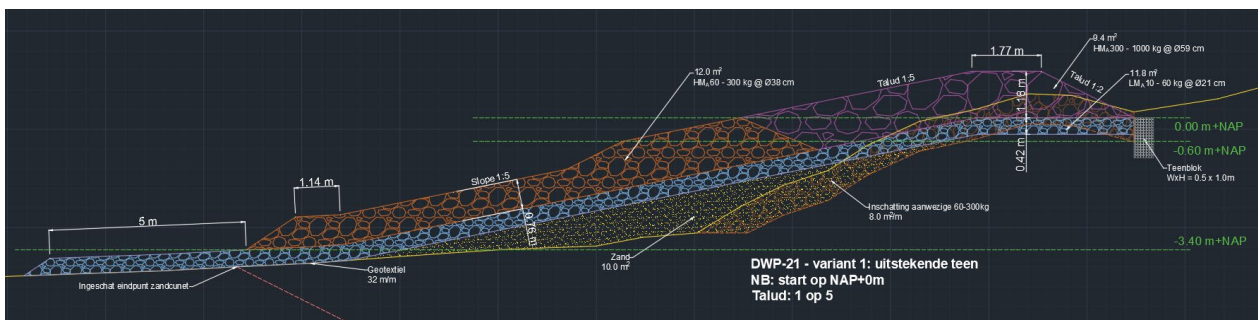 9.4 m²
HMA300 - 1000 kg @ Ø59 cm
1.77 m
12.0 m²
HMA60 - 300 kg @ Ø38 cm
Talud 1:5
Talud 1:2
11.8 m²
LMA10 - 60 kg @ Ø21 cm
1.18 m
0.00 m+NAP
-0.60 m+NAP
0.42 m
Teenblok
WxH = 0.5 x 1.0m
1.14 m
Slope 1:5
0.76 m
Inschatting aanwezige 60-300kg
8.0 m²/m
5 m
-3.40 m+NAP
Zand
10.0 m²
Geotextiel
32 m/m
Ingeschat eindpunt zandcunet
DWP-21 - variant 1: uitstekende teen
NB: start op NAP+0m
Talud: 1 op 5